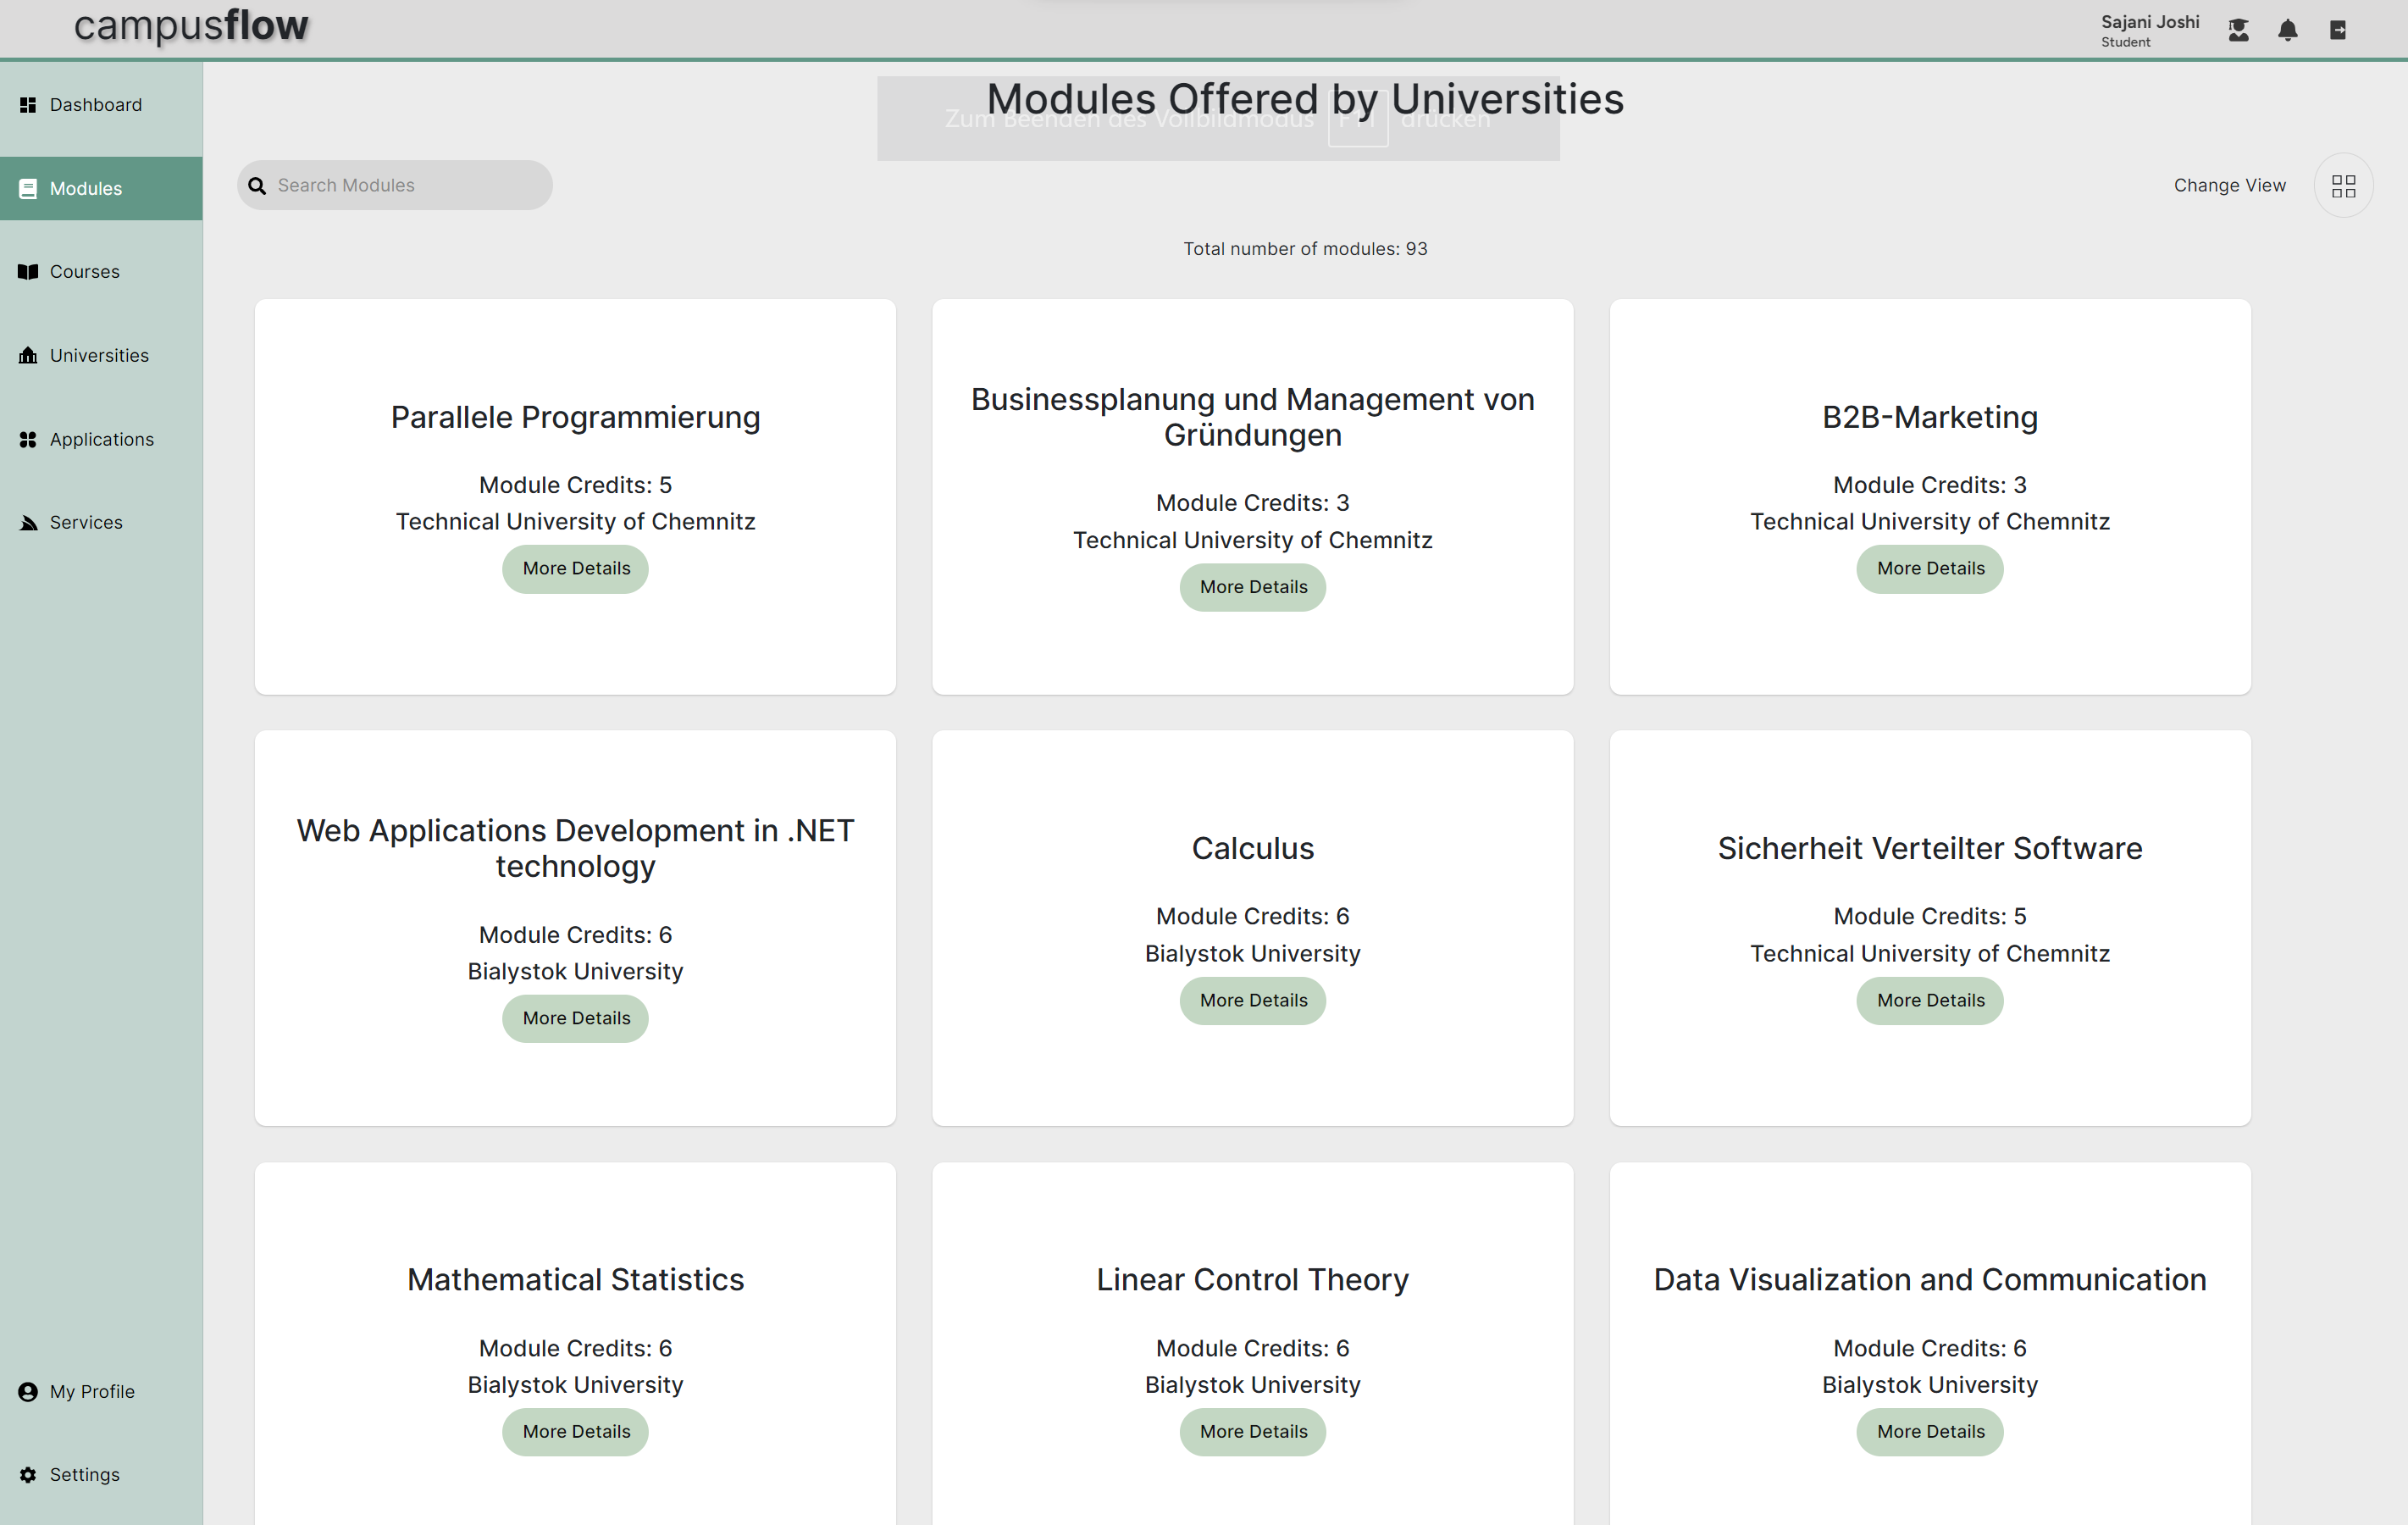 campusflow
Sajani Joshi
Student
Dashboard
Modules
Courses
Universities
Applications
Services
My Profile
Settings
Modules Offered by Universities
Zum Beenden des Vollbildmodus F11 drücken
Search Modules
Change View
Total number of modules: 93
Parallele Programmierung
Module Credits: 5
Technical University of Chemnitz
More Details
Businessplanung und Management von
Gründungen
Module Credits: 3
Technical University of Chemnitz
More Details
B2B-Marketing
Module Credits: 3
Technical University of Chemnitz
More Details
Web Applications Development in .NET
technology
Module Credits: 6
Bialystok University
More Details
Calculus
Module Credits: 6
Bialystok University
More Details
Sicherheit Verteilter Software
Module Credits: 5
Technical University of Chemnitz
More Details
Mathematical Statistics
Module Credits: 6
Bialystok University
More Details
Linear Control Theory
Module Credits: 6
Bialystok University
More Details
Data Visualization and Communication
Module Credits: 6
Bialystok University
More Details